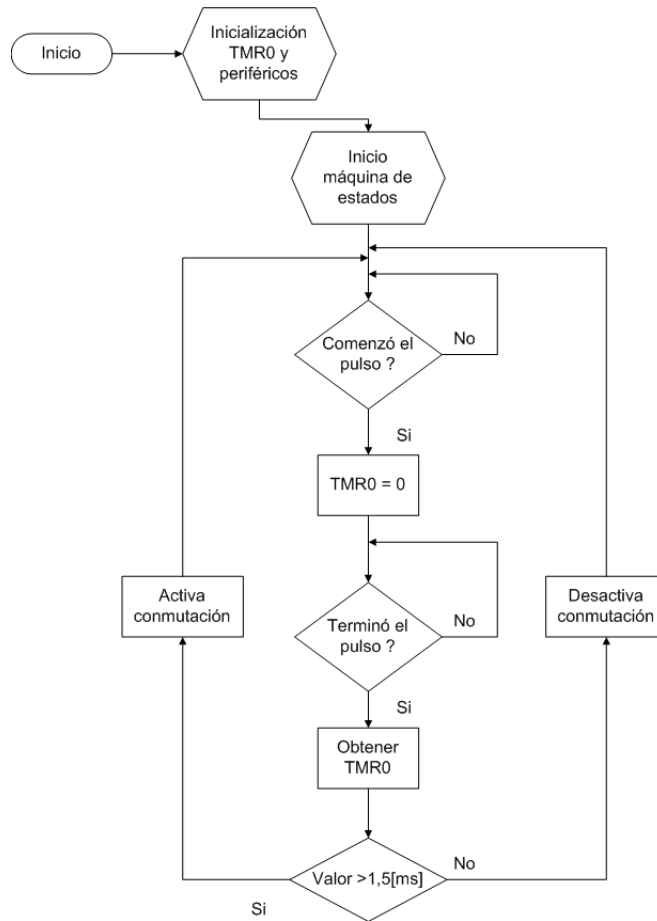 Inicio
Inicialización
TMR0 y
periféricos
Inicio
máquina de
estados
Comenzó el
pulso ?
No
Si
TMR0 = 0
Activa
conmutación
Desactiva
conmutación
Terminó el
pulso ?
No
Si
Obtener
TMR0
Valor >1,5[ms]
No
Si